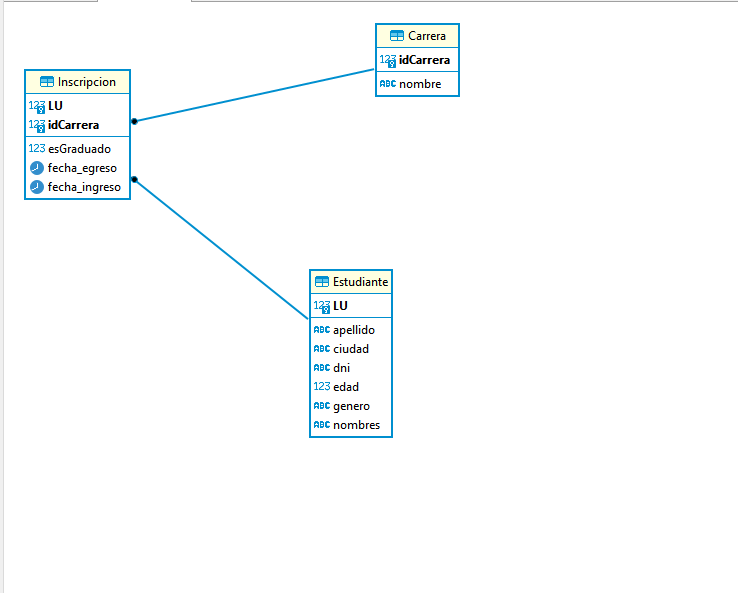 Carrera
123 idCarrera
ABC nombre
Inscripcion
123 LU
123 idCarrera
123 esGraduado
fecha_egreso
fecha_ingreso
Estudiante
123 LU
ABC apellido
ABC ciudad
ABC dni
123 edad
ABC genero
ABC nombres